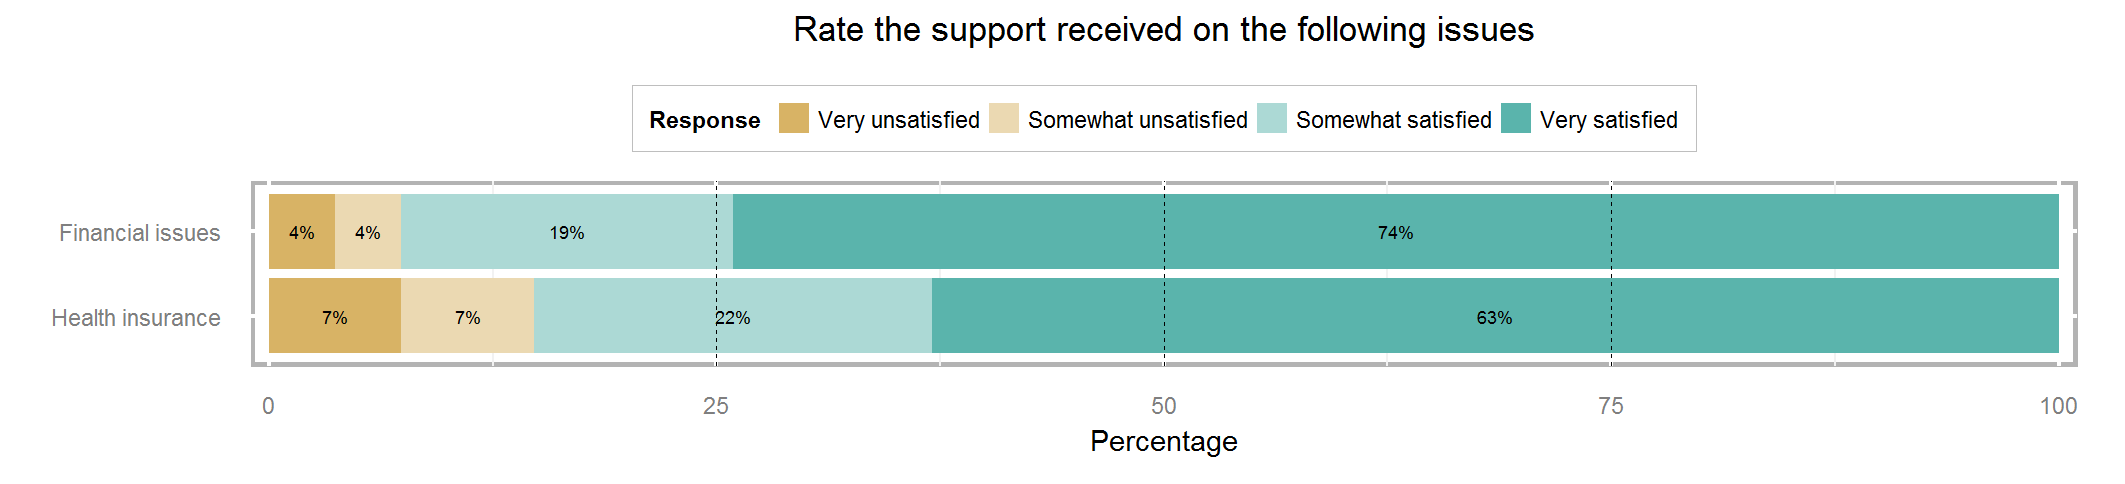 Rate the support received on the following issues
Response Very unsatisfied Somewhat unsatisfied Somewhat satisfied Very satisfied
Financial issues 4% 4% 19% 74%
Health insurance 7% 7% 22% 63%
0 25 50 75 100
Percentage